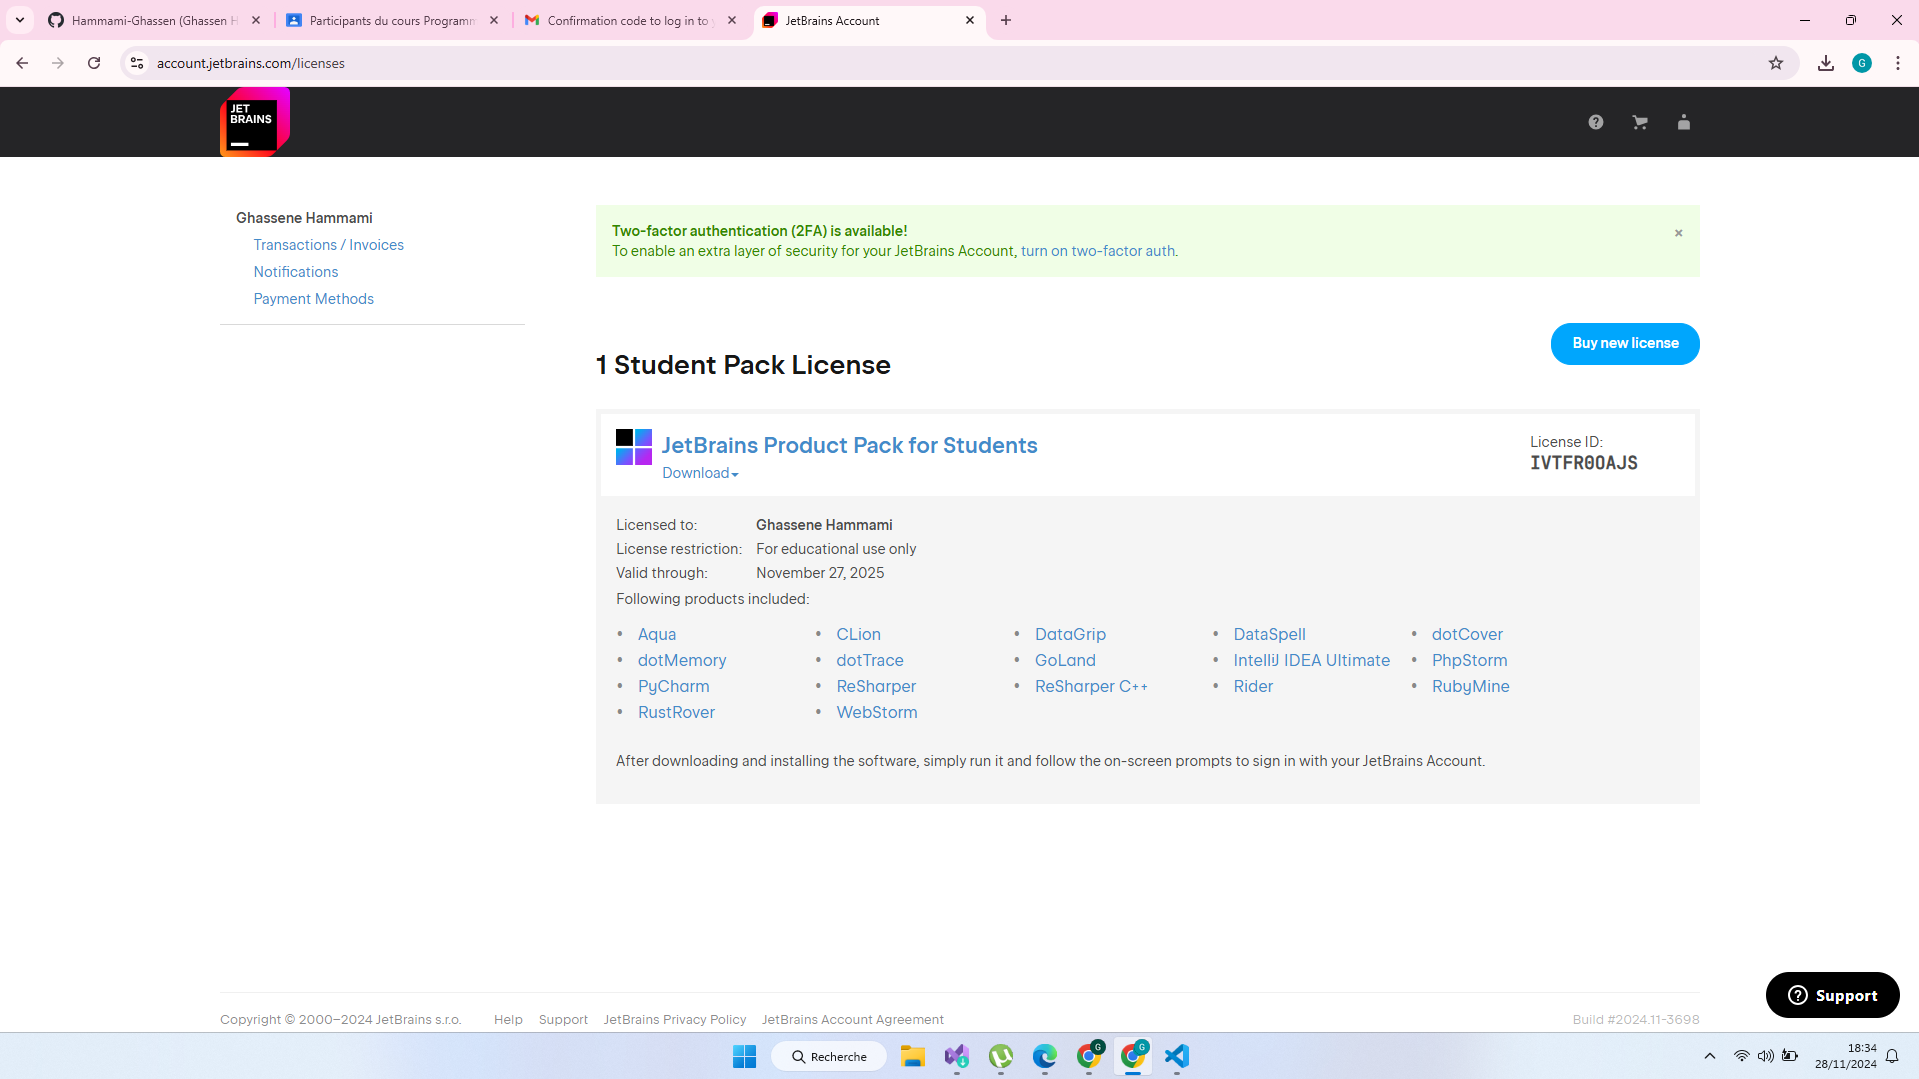 Hammami-Ghassen (Ghassen H
Participants du cours Programm
Confirmation code to log in to
JetBrains Account
account.jetbrains.com/licenses
G
JET
BRAINS
Ghassene Hammami
Transactions / Invoices
Notifications
Payment Methods
Two-factor authentication (2FA) is available!
To enable an extra layer of security for your JetBrains Account, turn on two-factor auth.
Buy new license
1 Student Pack License
JetBrains Product Pack for Students
Download
License ID:
IVTFR0OAJS
Licensed to: Ghassene Hammami
License restriction: For educational use only
Valid through: November 27, 2025
Following products included:
• Aqua • CLion • DataGrip • DataSpell • dotCover
• dotMemory • dotTrace • GoLand • IntelliJ IDEA Ultimate • PhpStorm
• PyCharm • ReSharper • ReSharper C++ • Rider • RubyMine
• RustRover • WebStorm
After downloading and installing the software, simply run it and follow the on-screen prompts to sign in with your JetBrains Account.
Support
Copyright © 2000–2024 JetBrains s.r.o. Help Support JetBrains Privacy Policy JetBrains Account Agreement Build #2024.11-3698
Recherche
G
G
18:34
28/11/2024